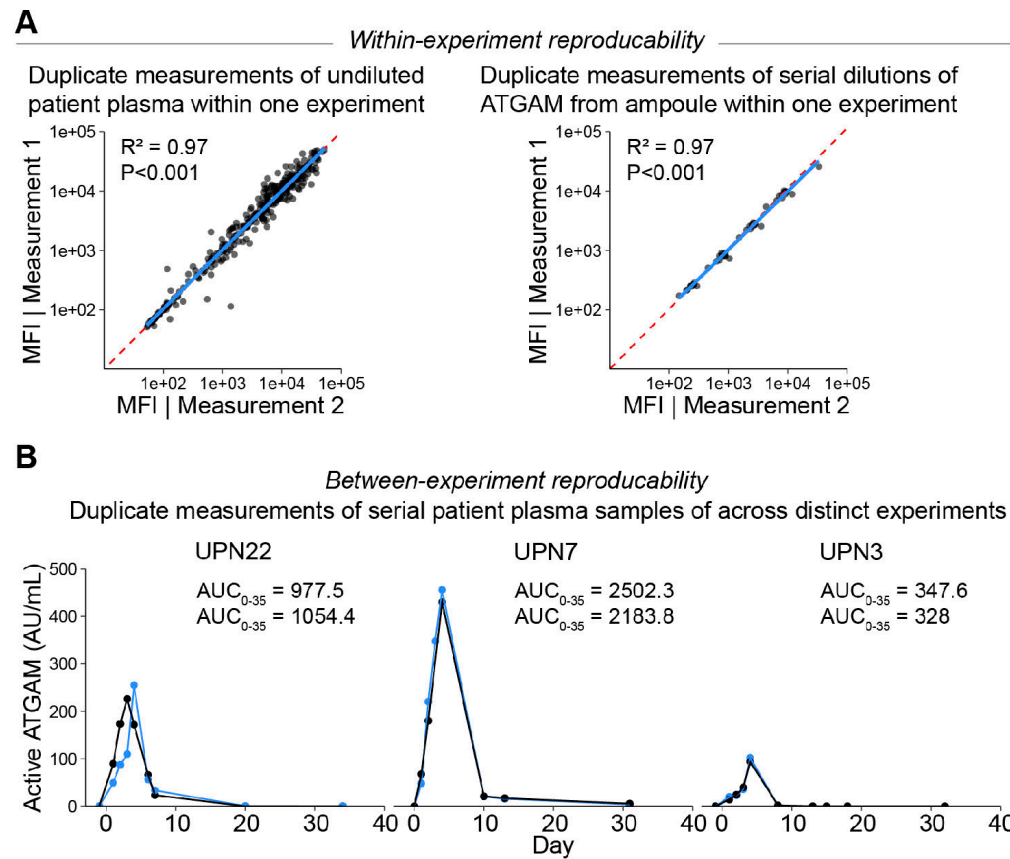 A
Within-experiment reproducability
Duplicate measurements of undiluted
patient plasma within one experiment
R² = 0.97
P<0.001
MFI | Measurement 1
1e+05
1e+04
1e+03
1e+02
1e+02 1e+03 1e+04 1e+05
MFI | Measurement 2
Duplicate measurements of serial dilutions of
ATGAM from ampoule within one experiment
R² = 0.97
P<0.001
MFI | Measurement 1
1e+05
1e+04
1e+03
1e+02
1e+02 1e+03 1e+04 1e+05
MFI | Measurement 2
B
Between-experiment reproducability
Duplicate measurements of serial patient plasma samples of across distinct experiments
Active ATGAM (AU/mL)
500
400
300
200
100
0
UPN22
AUC0-35 = 977.5
AUC0-35 = 1054.4
0 10 20 30 40
UPN7
AUC0-35 = 2502.3
AUC0-35 = 2183.8
0 10 20 30 40
UPN3
AUC0-35 = 347.6
AUC0-35 = 328
0 10 20 30 40
Day